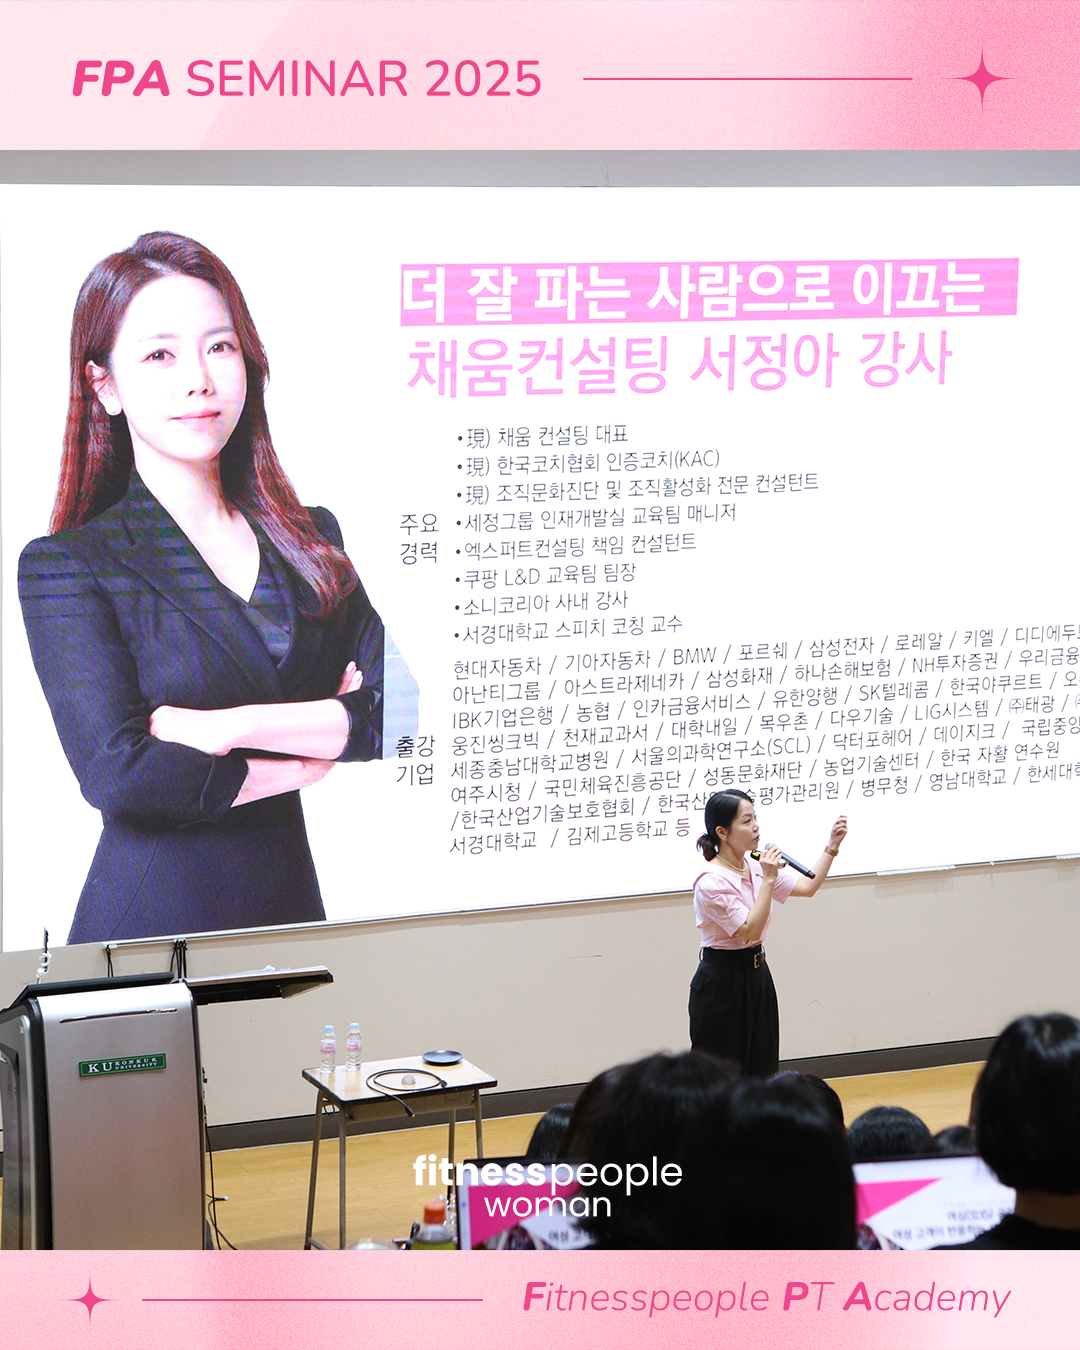 FPA SEMINAR 2025
더 잘 파는 사람으로 이끄는
채움컨설팅 서정아 강사
주요
경력
•現) 채움 컨설팅 대표
•現) 한국코치협회 인증코치(KAC)
•現) 조직문화진단 및 조직활성화 전문 컨설턴트
•세정그룹 인재개발실 교육팀 매니저
•엑스퍼트컨설팅 책임 컨설턴트
•쿠팡 L&D 교육팀 팀장
•소니코리아 사내 강사
•서경대학교 스피치 코칭 교수
출강
기업
현대자동차 / 기아자동차 / BMW / 포르쉐 / 삼성전자 / 로레알 / 키엘 / 디디에두보
아난티그룹 / 아스트라제네카 / 삼성화재 / 하나손해보험 / NH투자증권 / 우리금융
IBK기업은행 / 농협 / 인카금융서비스 / 유한양행 / SK텔레콤 / 한국야쿠르트 /
웅진씽크빅 / 천재교과서 / 대학내일 / 목우촌 / 다우기술 / LIG시스템 / ㈜태광 /
세종충남대학교병원 / 서울의과학연구소(SCL) / 닥터포헤어 / 데이지크 / 국립중앙
여주시청 / 국민체육진흥공단 / 성동문화재단 / 농업기술센터 / 한국 자활 연수원
/한국산업기술보호협회 / 한국산 평가관리원 / 병무청 / 영남대학교 / 한세대학
서경대학교 / 김제고등학교 등
KU KONKUK UNIVERSITY
fitnesspeople
woman
Fitnesspeople PT Academy